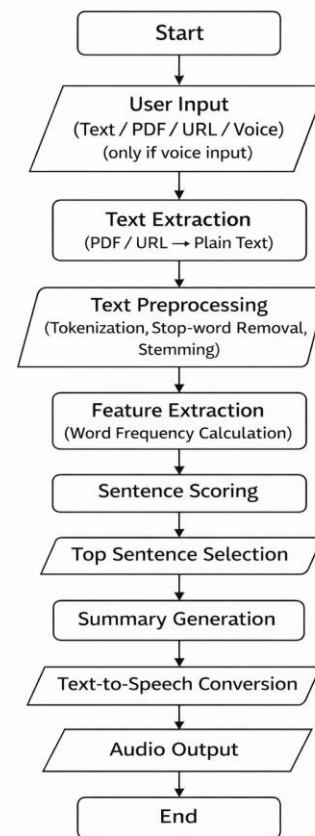 Start
User Input
(Text / PDF / URL / Voice)
(only if voice input)
Text Extraction
(PDF / URL → Plain Text)
Text Preprocessing
(Tokenization, Stop-word Removal,
Stemming)
Feature Extraction
(Word Frequency Calculation)
Sentence Scoring
Top Sentence Selection
Summary Generation
Text-to-Speech Conversion
Audio Output
End